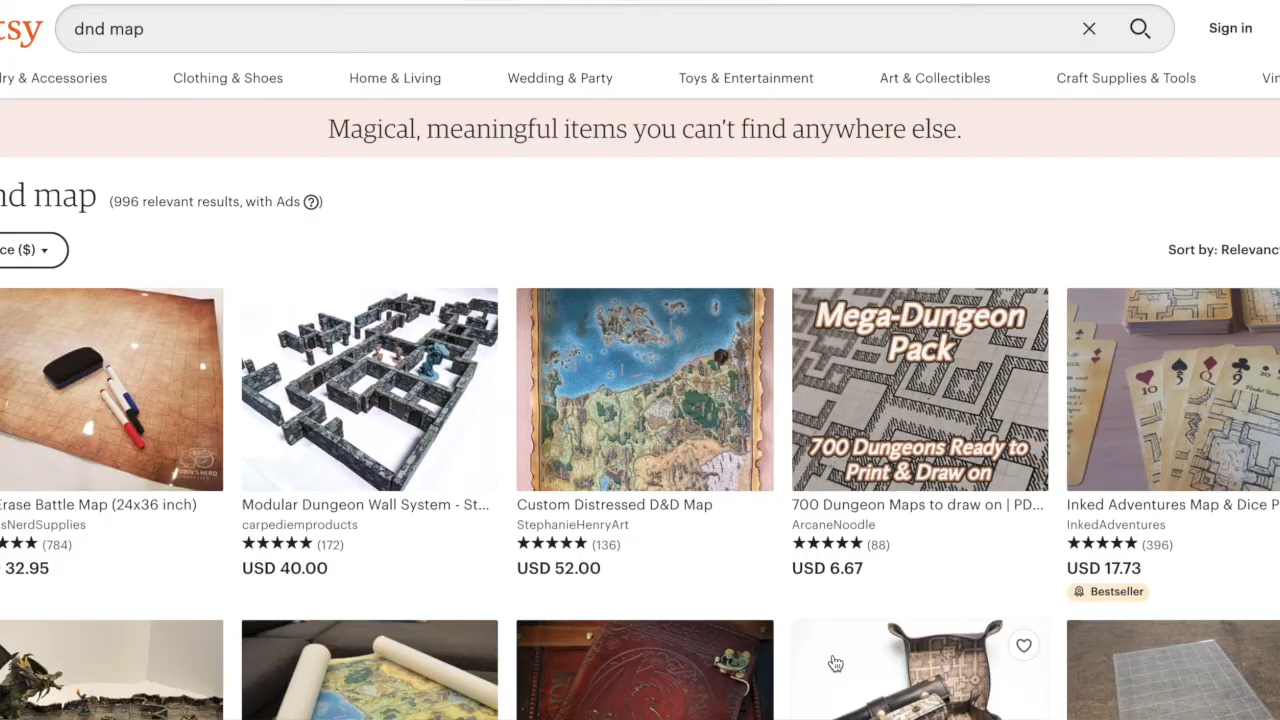 tsy
dnd map
Sign in
ry & Accessories
Clothing & Shoes
Home & Living
Wedding & Party
Toys & Entertainment
Art & Collectibles
Craft Supplies & Tools
Vin
Magical, meaningful items you can't find anywhere else.
nd map
(996 relevant results, with Ads ?)
ce ($)
Sort by: Relevanc
Mega-Dungeon
Pack
700 Dungeons Ready to
Print & Draw on
Erase Battle Map (24x36 inch)
sNerdSupplies
(784)
32.95
Modular Dungeon Wall System - St...
carpediemproducts
(172)
USD 40.00
Custom Distressed D&D Map
StephanieHenryArt
(136)
USD 52.00
700 Dungeon Maps to draw on | PD...
ArcaneNoodle
(88)
USD 6.67
Inked Adventures Map & Dice P
InkedAdventures
(396)
USD 17.73
Bestseller